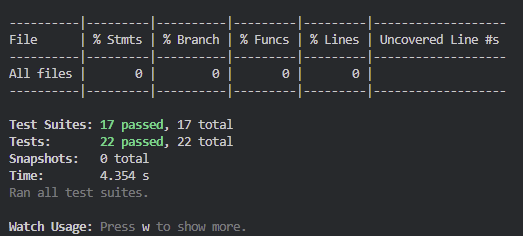 ----------|---------|----------|---------|---------|-------------------
File      | % Stmts | % Branch | % Funcs | % Lines | Uncovered Line #s
----------|---------|----------|---------|---------|-------------------
All files |       0 |        0 |       0 |       0 |
----------|---------|----------|---------|---------|-------------------
Test Suites: 17 passed, 17 total
Tests:       22 passed, 22 total
Snapshots:   0 total
Time:        4.354 s
Ran all test suites.
Watch Usage: Press w to show more.